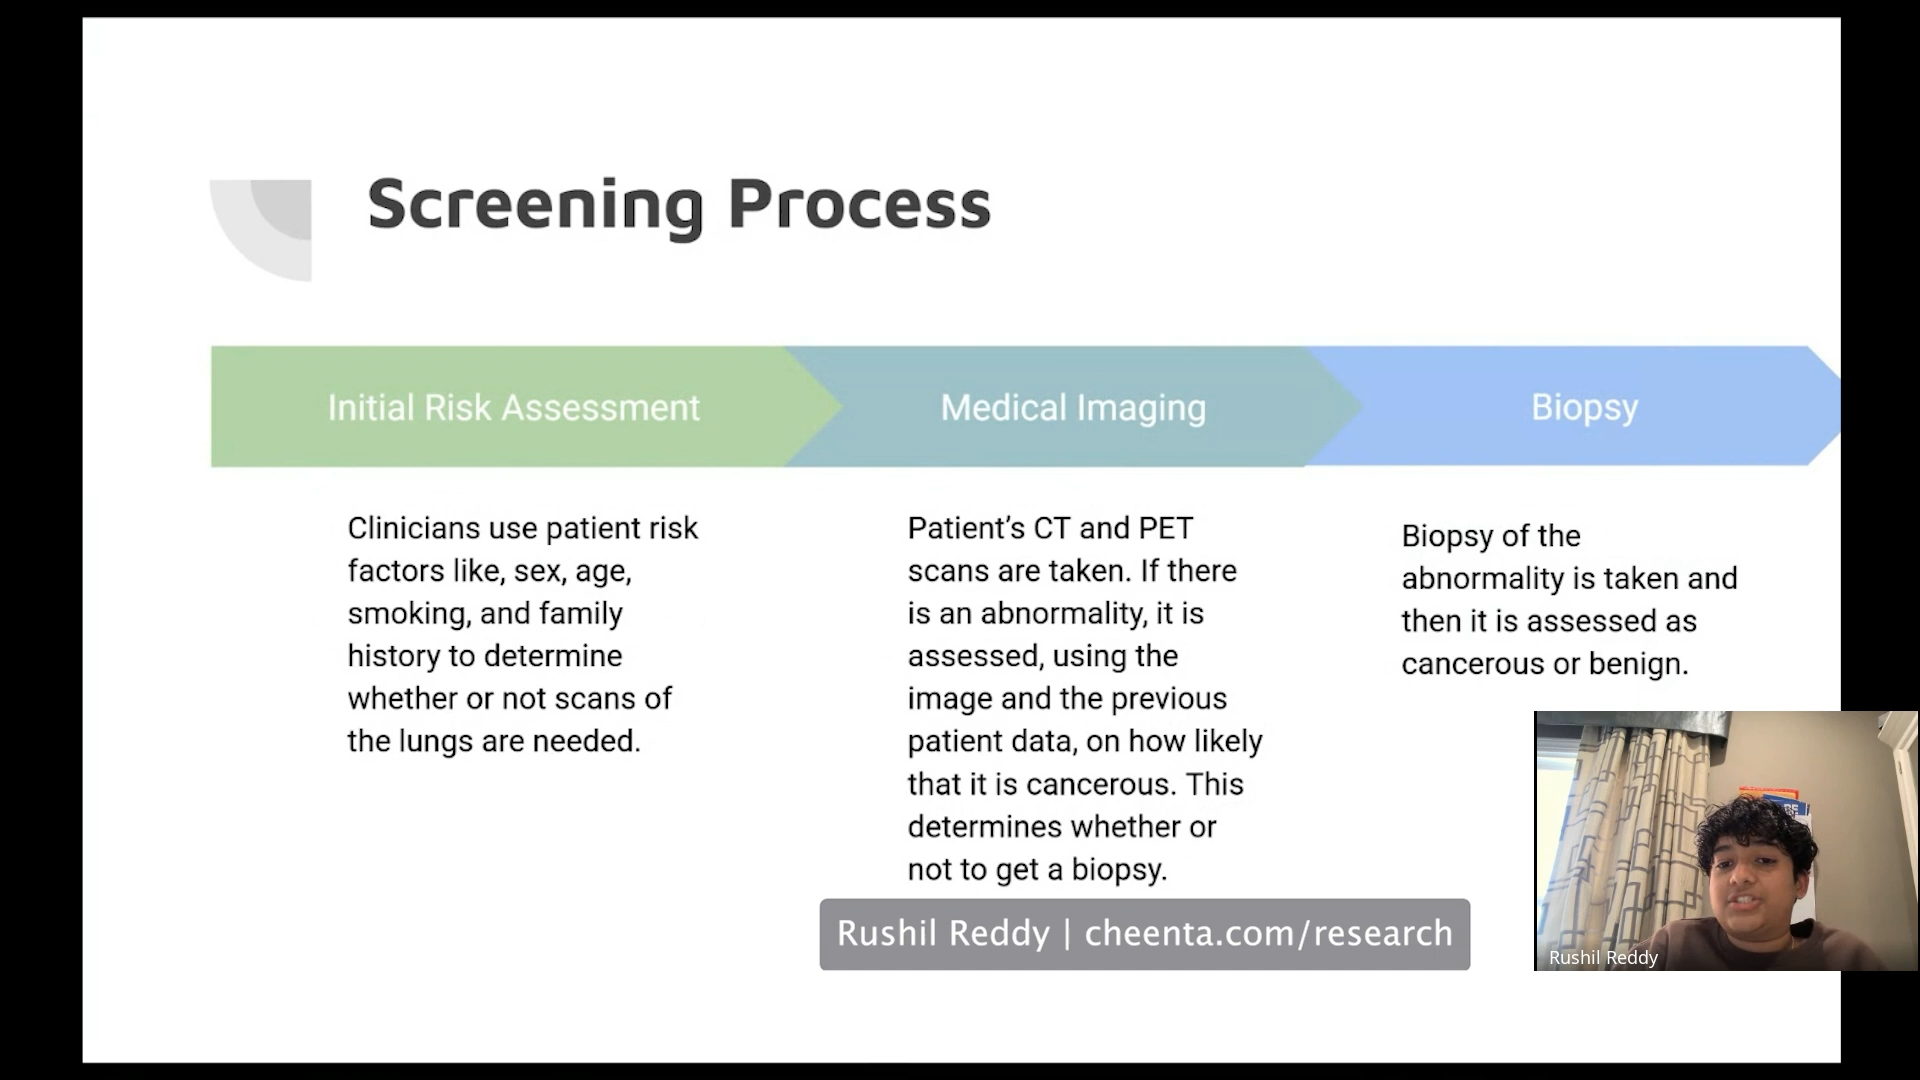 Screening Process
Initial Risk Assessment
Medical Imaging
Biopsy
Clinicians use patient risk
factors like, sex, age,
smoking, and family
history to determine
whether or not scans of
the lungs are needed.
Patient’s CT and PET
scans are taken. If there
is an abnormality, it is
assessed, using the
image and the previous
patient data, on how likely
that it is cancerous. This
determines whether or
not to get a biopsy.
Biopsy of the
abnormality is taken and
then it is assessed as
cancerous or benign.
Rushil Reddy | cheenta.com/research
Rushil Reddy